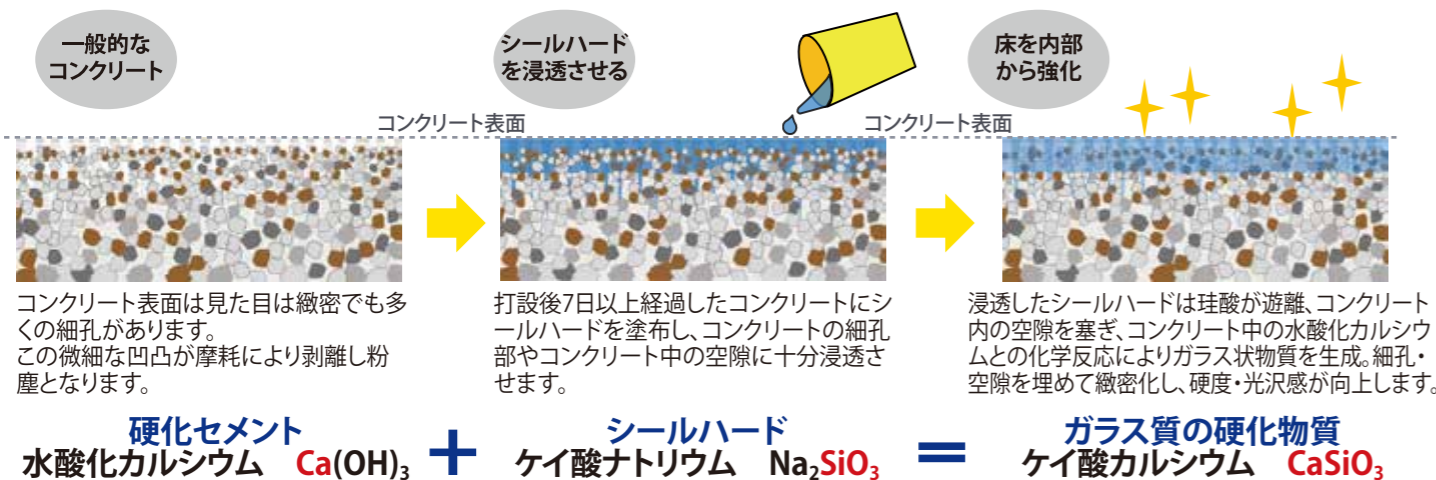 一般的な
コンクリート
シールハード
を浸透させる
床を内部
から強化
コンクリート表面
コンクリート表面
コンクリート表面は見た目は緻密でも多
くの細孔があります。
この微細な凹凸が摩耗により剥離し粉
塵となります。
打設後7日以上経過したコンクリートにシ
ールハードを塗布し、コンクリートの細孔
部やコンクリート中の空隙に十分浸透さ
せます。
浸透したシールハードは珪酸が遊離、コンクリート
内の空隙を塞ぎ、コンクリート中の水酸化カルシウ
ムとの化学反応によりガラス状物質を生成。細孔・
空隙を埋めて緻密化し、硬度・光沢感が向上します。
硬化セメント
水酸化カルシウム Ca(OH)₃
+
シールハード
ケイ酸ナトリウム Na₂SiO₃
=
ガラス質の硬化物質
ケイ酸カルシウム CaSiO₃